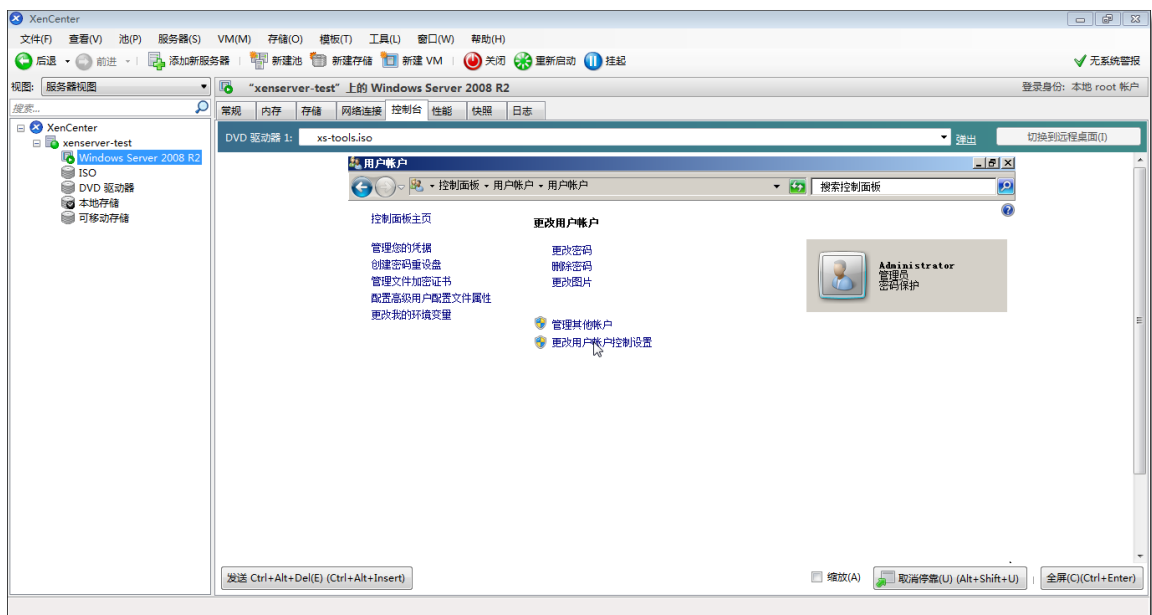 XenCenter
文件(F) 查看(V) 池(P) 服务器(S) VM(M) 存储(O) 模板(T) 工具(L) 窗口(W) 帮助(H)
后退 前进 添加新服务器 新建池 新建存储 新建 VM 关闭 重新启动 挂起 无系统警报
视图: 服务器视图
“xenserver-test”上的 Windows Server 2008 R2
登录身份: 本地 root 帐户
搜索...
常规 内存 存储 网络连接 控制台 性能 快照 日志
XenCenter
xenserver-test
Windows Server 2008 R2
ISO
DVD 驱动器
本地存储
可移动存储
DVD 驱动器 1: xs-tools.iso 弹出 切换到远程桌面(I)
用户帐户
控制面板 用户帐户 用户帐户 搜索控制面板
控制面板主页
管理您的凭据
创建密码重设盘
管理文件加密证书
配置高级用户配置文件属性
更改我的环境变量
更改用户帐户
更改密码
删除密码
更改图片
管理其他帐户
更改用户帐户控制设置
Administrator
管理员
密码保护
发送 Ctrl+Alt+Del(E) (Ctrl+Alt+Insert) 缩放(A) 取消停靠(U) (Alt+Shift+U) 全屏(C)(Ctrl+Enter)